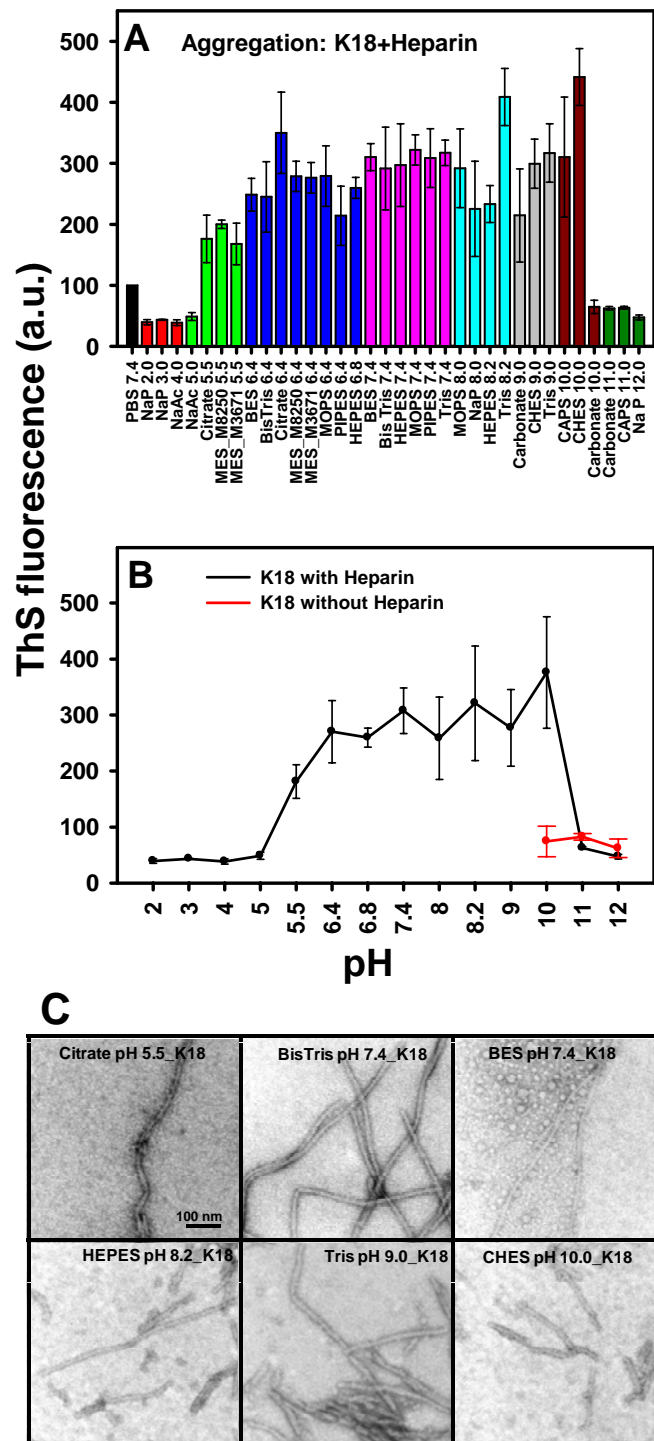 A Aggregation: K18+Heparin
ThS fluorescence (a.u.)
500
400
300
200
100
0
PBS 7.4
NaP 2.0
NaP 3.0
NaAc 4.0
NaAc 5.0
Citrate 5.5
MES_M8250 5.5
MES_M3671 5.5
BES 6.4
BisTris 6.4
Citrate 6.4
MES_M8250 6.4
MES_M3671 6.4
MOPS 6.4
PIPES 6.4
HEPES 6.8
BES 7.4
Bis Tris 7.4
HEPES 7.4
MOPS 7.4
PIPES 7.4
Tris 7.4
MOPS 8.0
NaP 8.0
HEPES 8.2
Tris 8.2
Carbonate 9.0
CHES 9.0
Tris 9.0
CAPS 10.0
CHES 10.0
Carbonate 10.0
Carbonate 11.0
CAPS 11.0
Na P 12.0
B
K18 with Heparin
K18 without Heparin
500
400
300
200
100
0
2 3 4 5 5.5 6.4 6.8 7.4 8 8.2 9 10 11 12
pH
C
Citrate pH 5.5_K18
100 nm
BisTris pH 7.4_K18
BES pH 7.4_K18
HEPES pH 8.2_K18
Tris pH 9.0_K18
CHES pH 10.0_K18